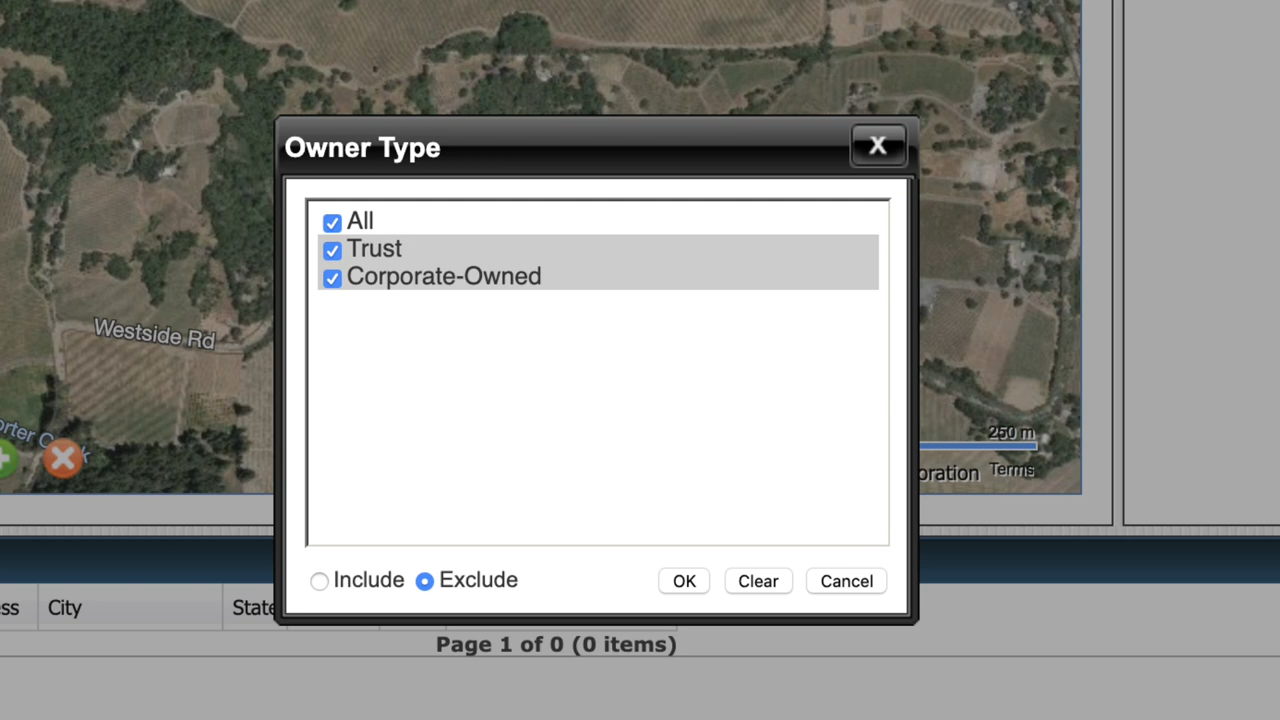 Owner Type
X
All
Trust
Corporate-Owned
Westside Rd
250 m
Terms
Include Exclude OK Clear Cancel
City State
Page 1 of 0 (0 items)